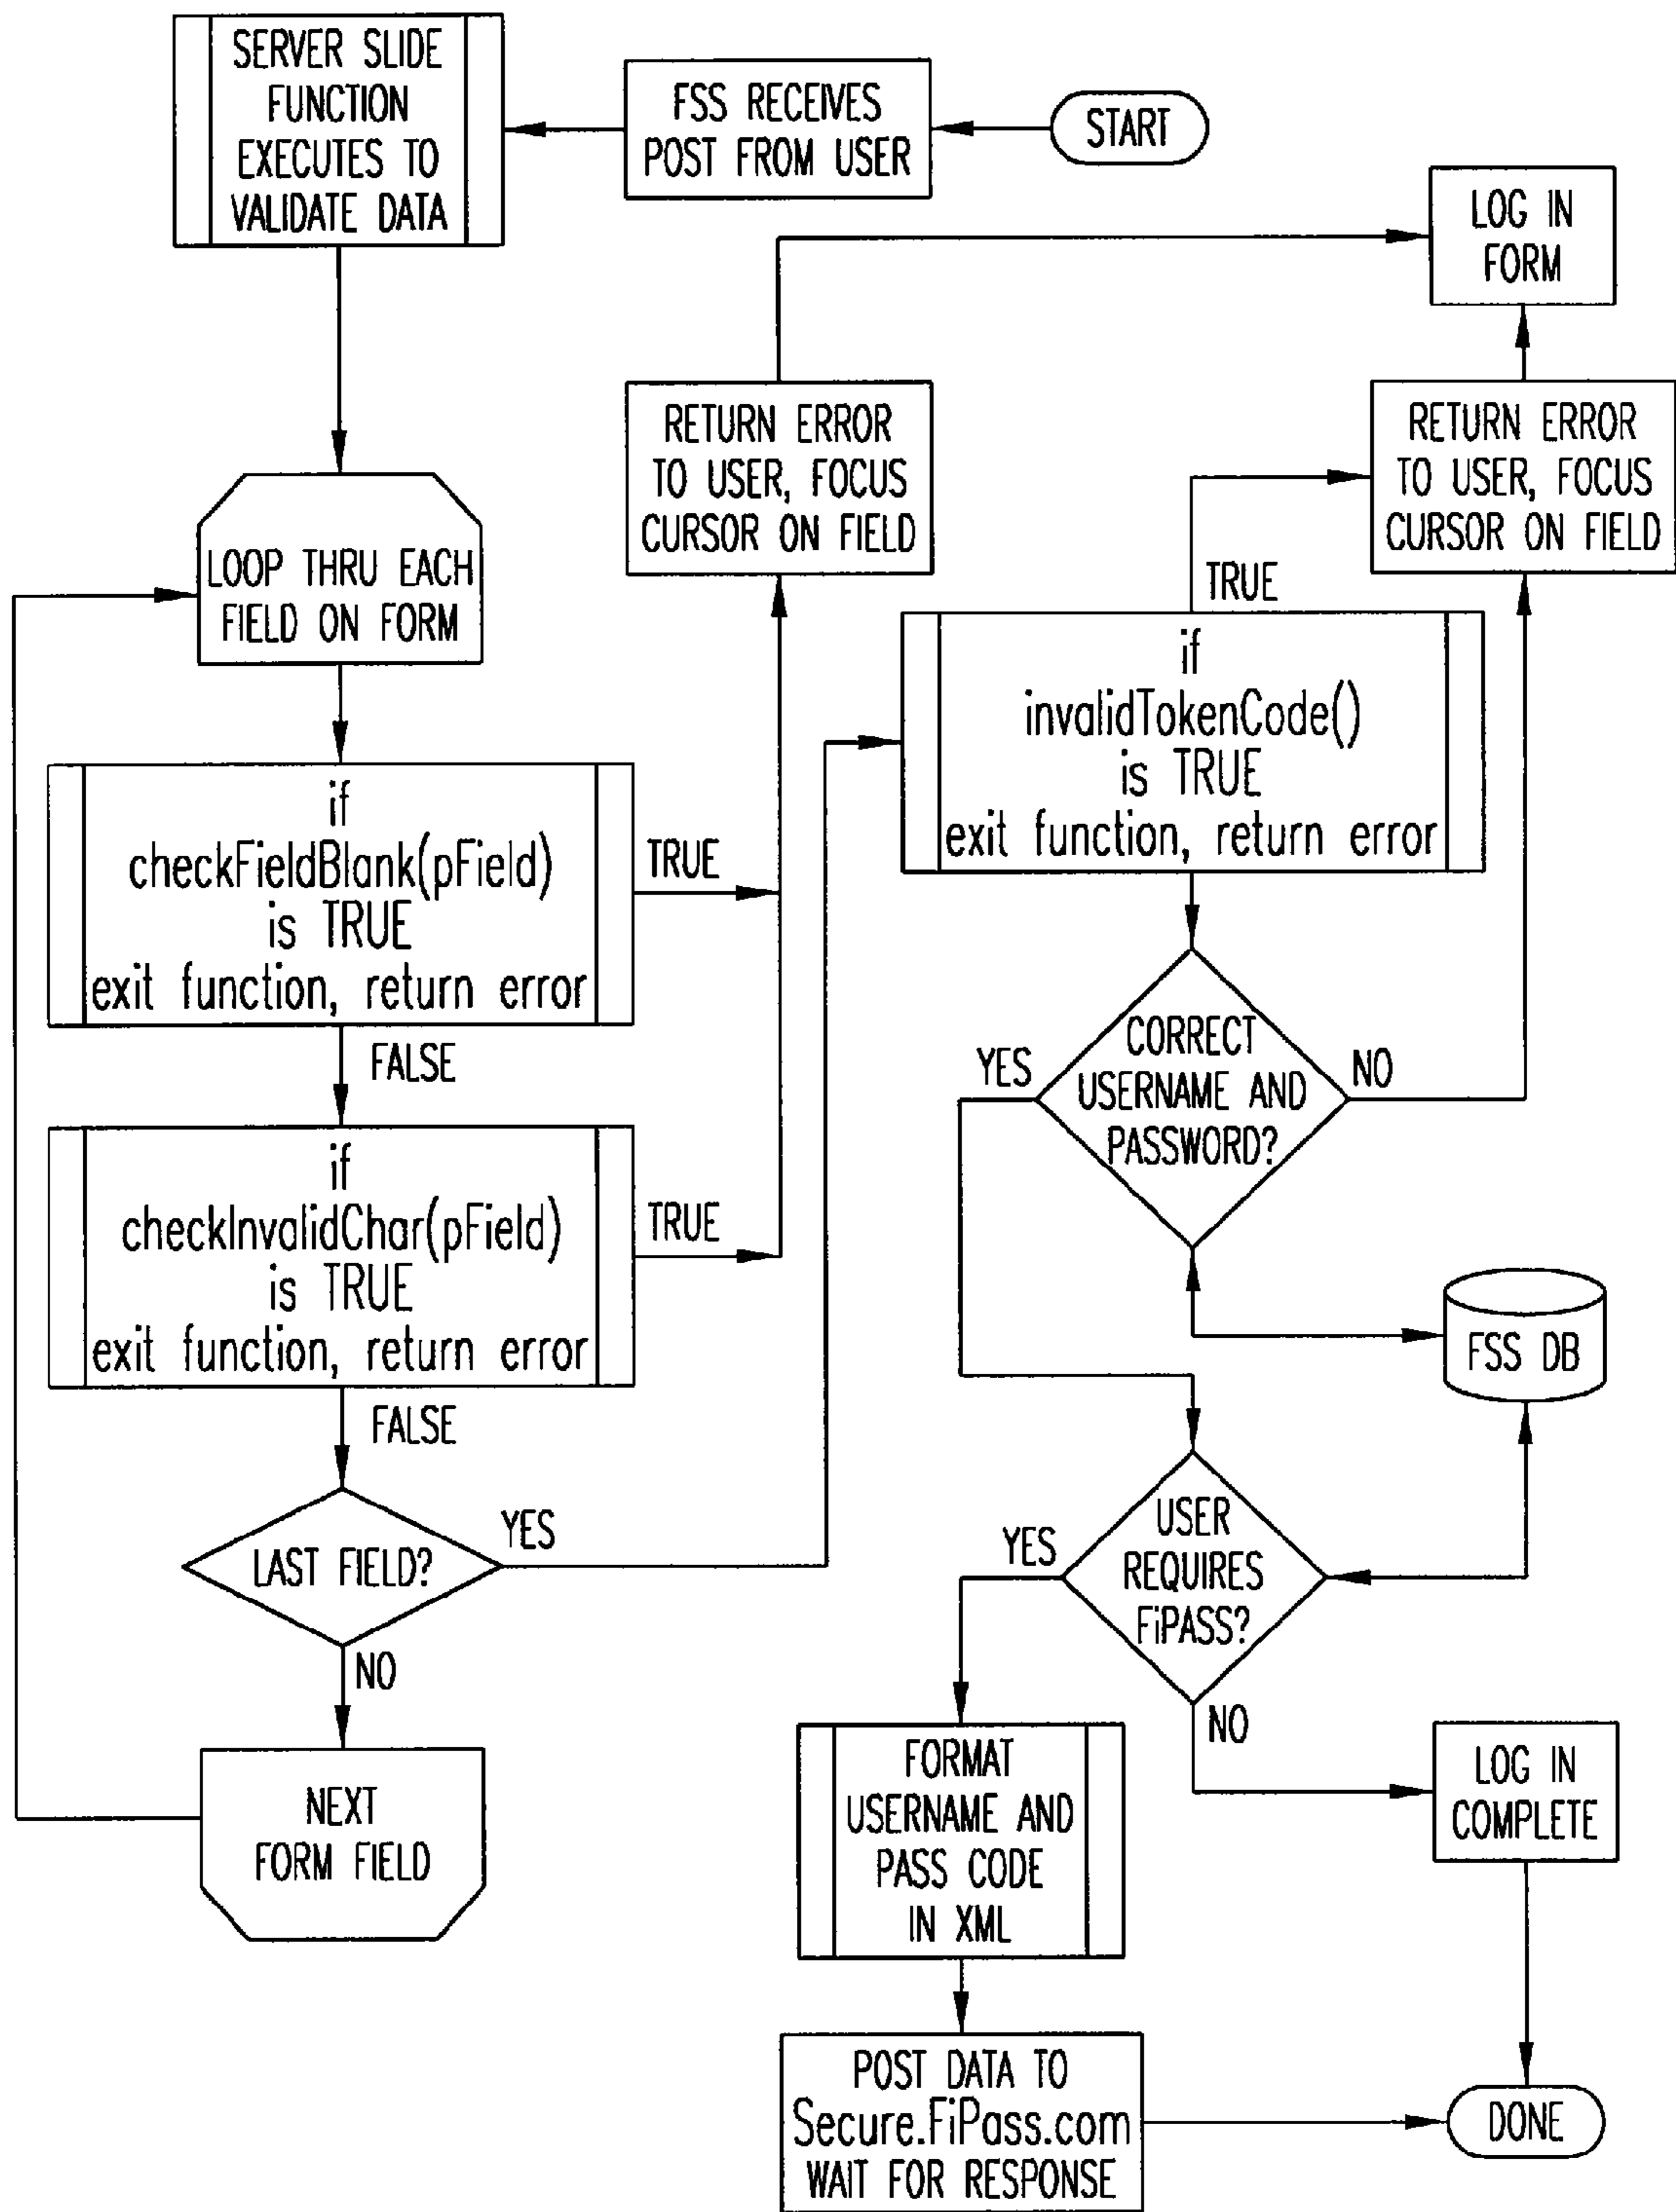 START
FSS RECEIVES
POST FROM USER
SERVER SLIDE
FUNCTION
EXECUTES TO
VALIDATE DATA
LOG IN
FORM
RETURN ERROR
TO USER, FOCUS
CURSOR ON FIELD
RETURN ERROR
TO USER, FOCUS
CURSOR ON FIELD
LOOP THRU EACH
FIELD ON FORM
if
checkFieldBlank(pField)
is TRUE
exit function, return error
TRUE
FALSE
if
checkInvalidChar(pField)
is TRUE
exit function, return error
TRUE
FALSE
LAST FIELD?
YES
NO
NEXT
FORM FIELD
TRUE
if
invalidTokenCode()
is TRUE
exit function, return error
CORRECT
USERNAME AND
PASSWORD?
YES
NO
FSS DB
USER
REQUIRES
FiPASS?
YES
NO
FORMAT
USERNAME AND
PASS CODE
IN XML
LOG IN
COMPLETE
POST DATA TO
Secure.FiPass.com
WAIT FOR RESPONSE
DONE